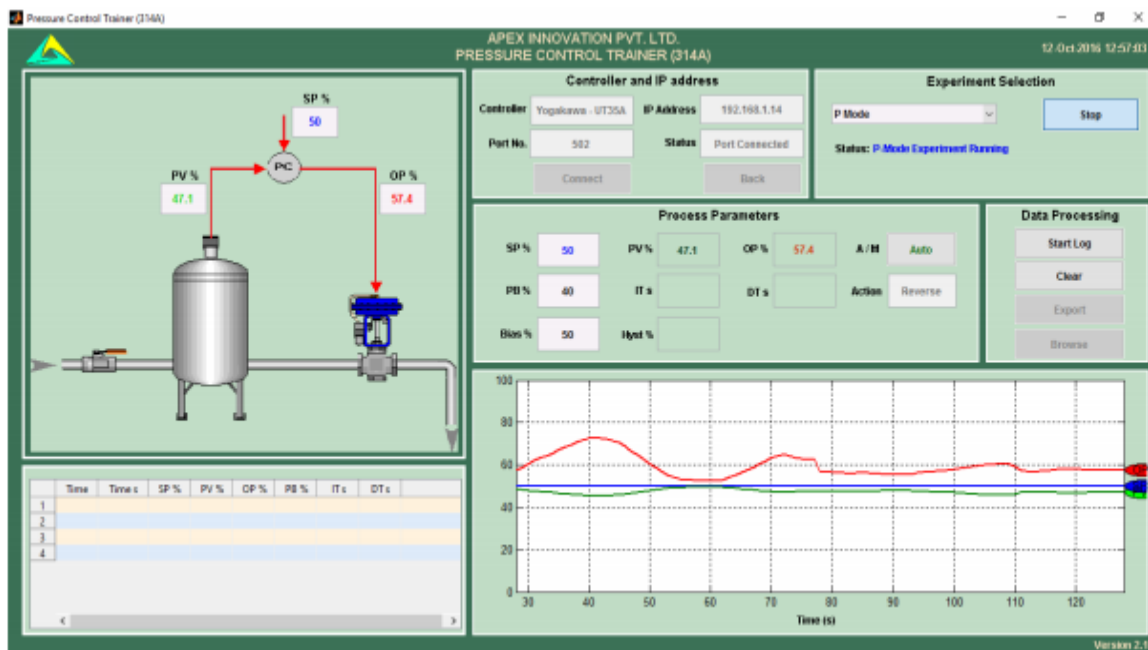 Pressure Control Trainer (314A)
APEX INNOVATION PVT. LTD.
PRESSURE CONTROL TRAINER (314A)
12-Oct-2016 12:57:03
SP %
50
PC
PV %
47.1
OP %
57.4
Controller and IP address
Controller Yogakawa - UT35A IP Address 192.168.1.14
Port No. 502 Status Port Connected
Connect Back
Experiment Selection
P Mode Stop
Status: P-Mode Experiment Running
Process Parameters
SP % 50 PV % 47.1 OP % 57.4 A / M Auto
PB % 40 IT s DT s Action Reverse
Bias % 50 Hyst %
Data Processing
Start Log
Clear
Export
Browse
Time Time s SP % PV % OP % PB % IT s DT s
1
2
3
4
100
80
60
40
20
0
30 40 50 60 70 80 90 100 110 120
Time (s)
Version 2.1